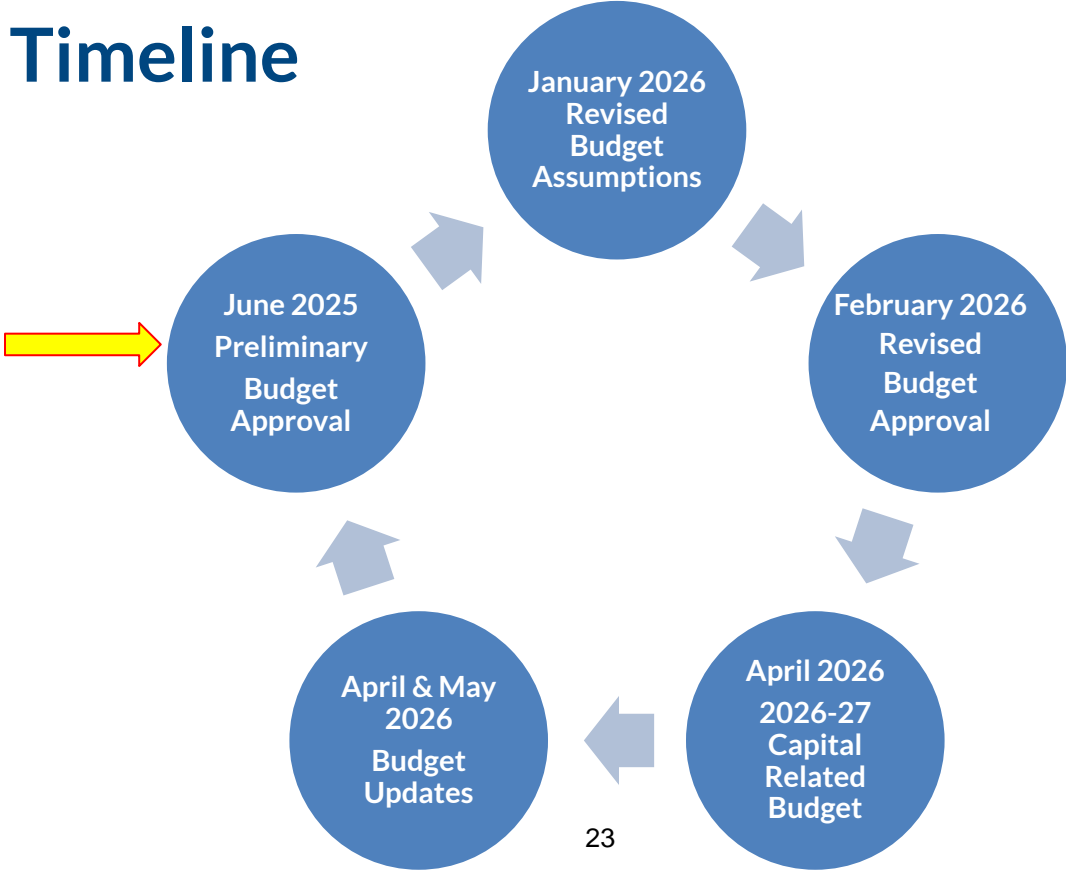 Timeline
January 2026
Revised
Budget
Assumptions
February 2026
Revised
Budget
Approval
April 2026
2026-27
Capital
Related
Budget
April & May
2026
Budget
Updates
June 2025
Preliminary
Budget
Approval
23